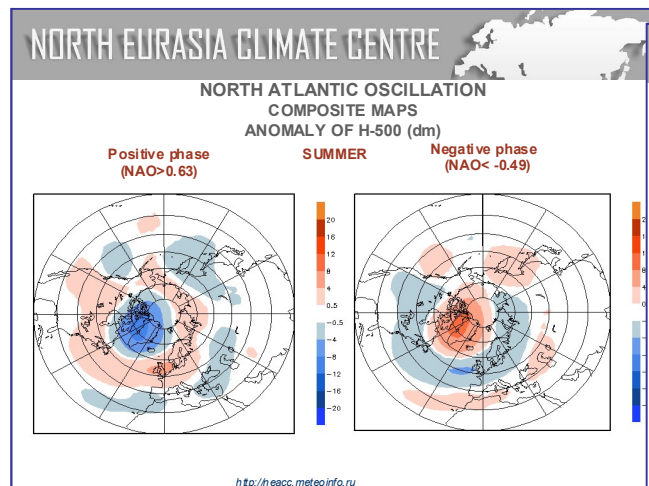 NORTH EURASIA CLIMATE CENTRE
NORTH ATLANTIC OSCILLATION
COMPOSITE MAPS
ANOMALY OF H-500 (dm)
Positive phase
(NAO>0.63)
SUMMER
Negative phase
(NAO< -0.49)
20
16
12
8
4
0.5
-0.5
-4
-8
-12
-16
-20
http://neacc.meteoinfo.ru